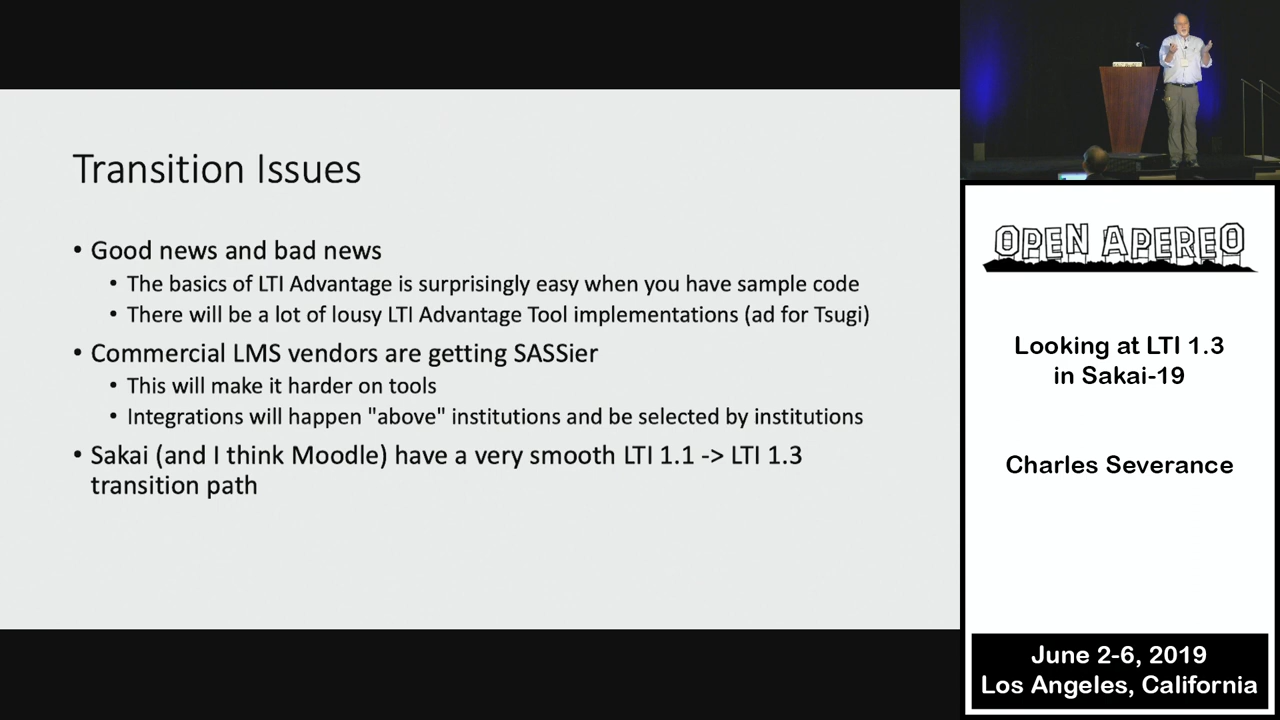 Transition Issues
• Good news and bad news
• The basics of LTI Advantage is surprisingly easy when you have sample code
• There will be a lot of lousy LTI Advantage Tool implementations (ad for Tsugi)
• Commercial LMS vendors are getting SASSier
• This will make it harder on tools
• Integrations will happen "above" institutions and be selected by institutions
• Sakai (and I think Moodle) have a very smooth LTI 1.1 -> LTI 1.3
transition path
OPEN APEREO
Looking at LTI 1.3
in Sakai-19
Charles Severance
June 2-6, 2019
Los Angeles, California